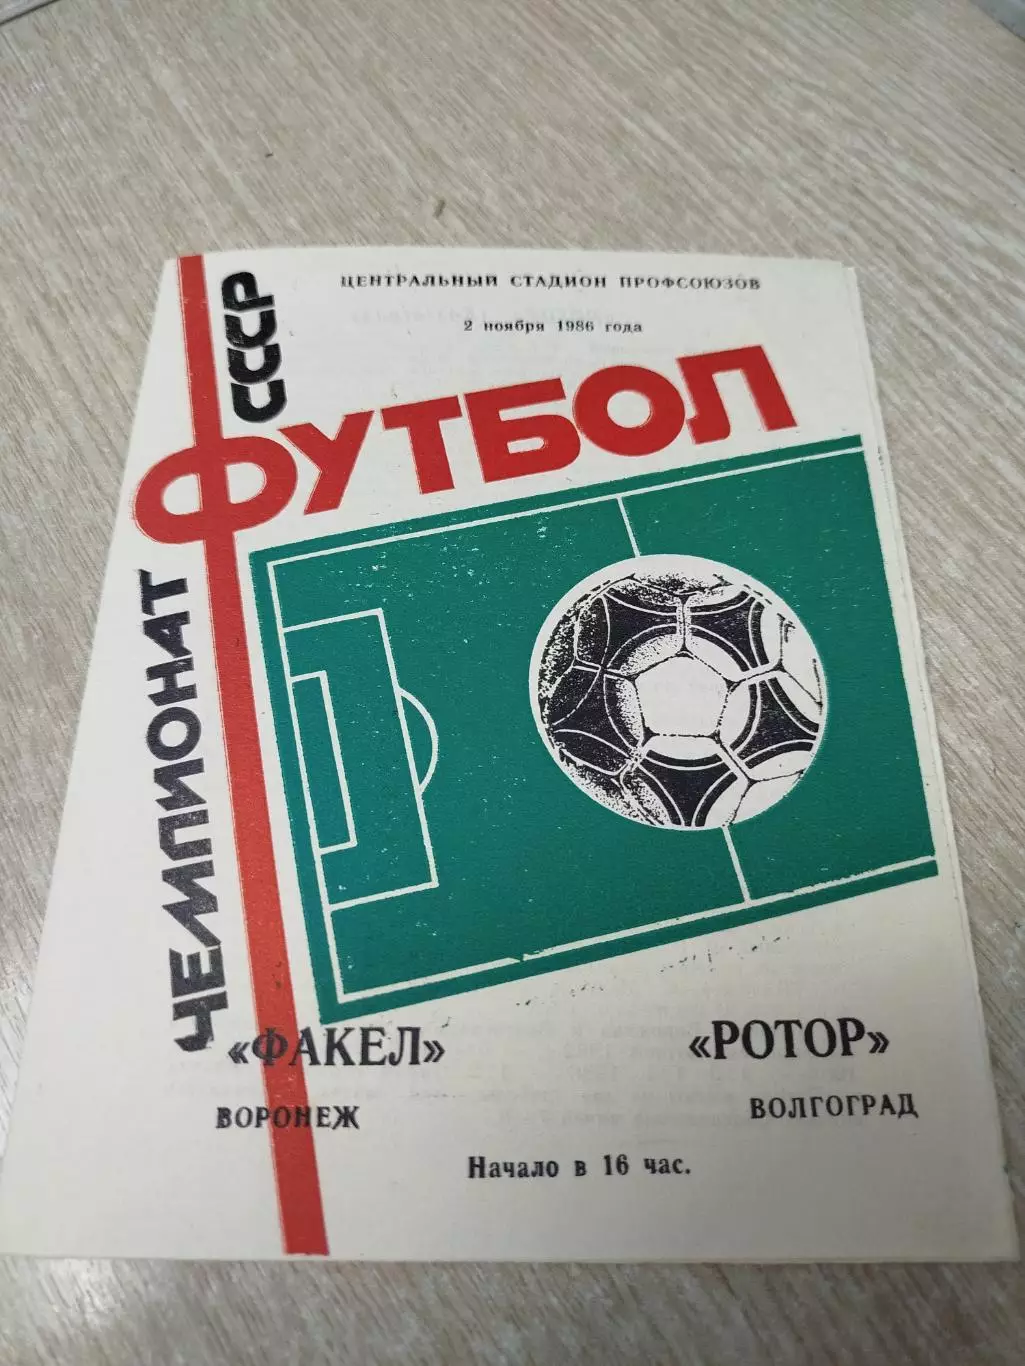 ЦЕНТРАЛЬНЫЙ СТАДИОН ПРОФСОЮЗОВ
2 ноября 1986 года
ЧЕМПИОНАТ СССР
ФУТБОЛ
«ФАКЕЛ»
ВОРОНЕЖ
«РОТОР»
ВОЛГОГРАД
Начало в 16 час.